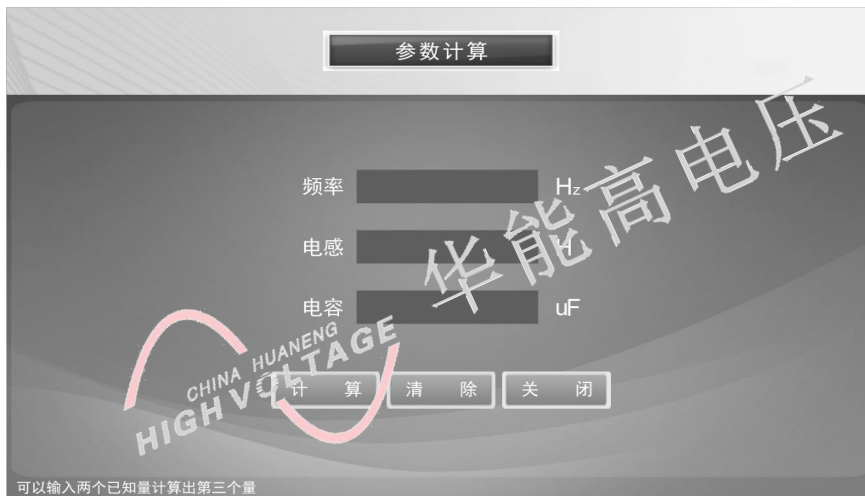 参数计算
频率 Hz
电感 H
电容 uF
华能高电压
CHINA HUANENG
HIGH VOLTAGE
计 算 清 除 关 闭
可以输入两个已知量计算出第三个量